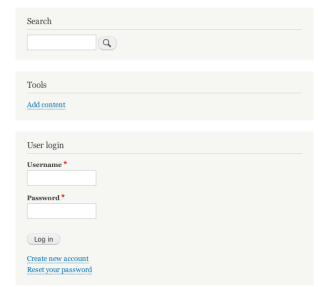 Search
Tools
Add content
User login
Username *
Password *
Log in
Create new account
Reset your password